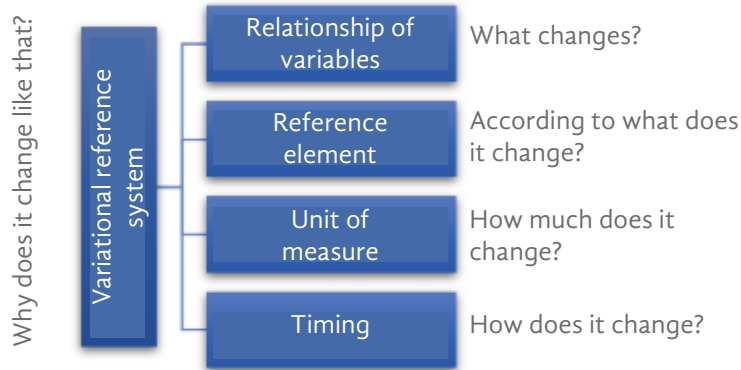 Why does it change like that?
Variational reference
system
Relationship of
variables
What changes?
Reference
element
According to what does
it change?
Unit of
measure
How much does it
change?
Timing
How does it change?